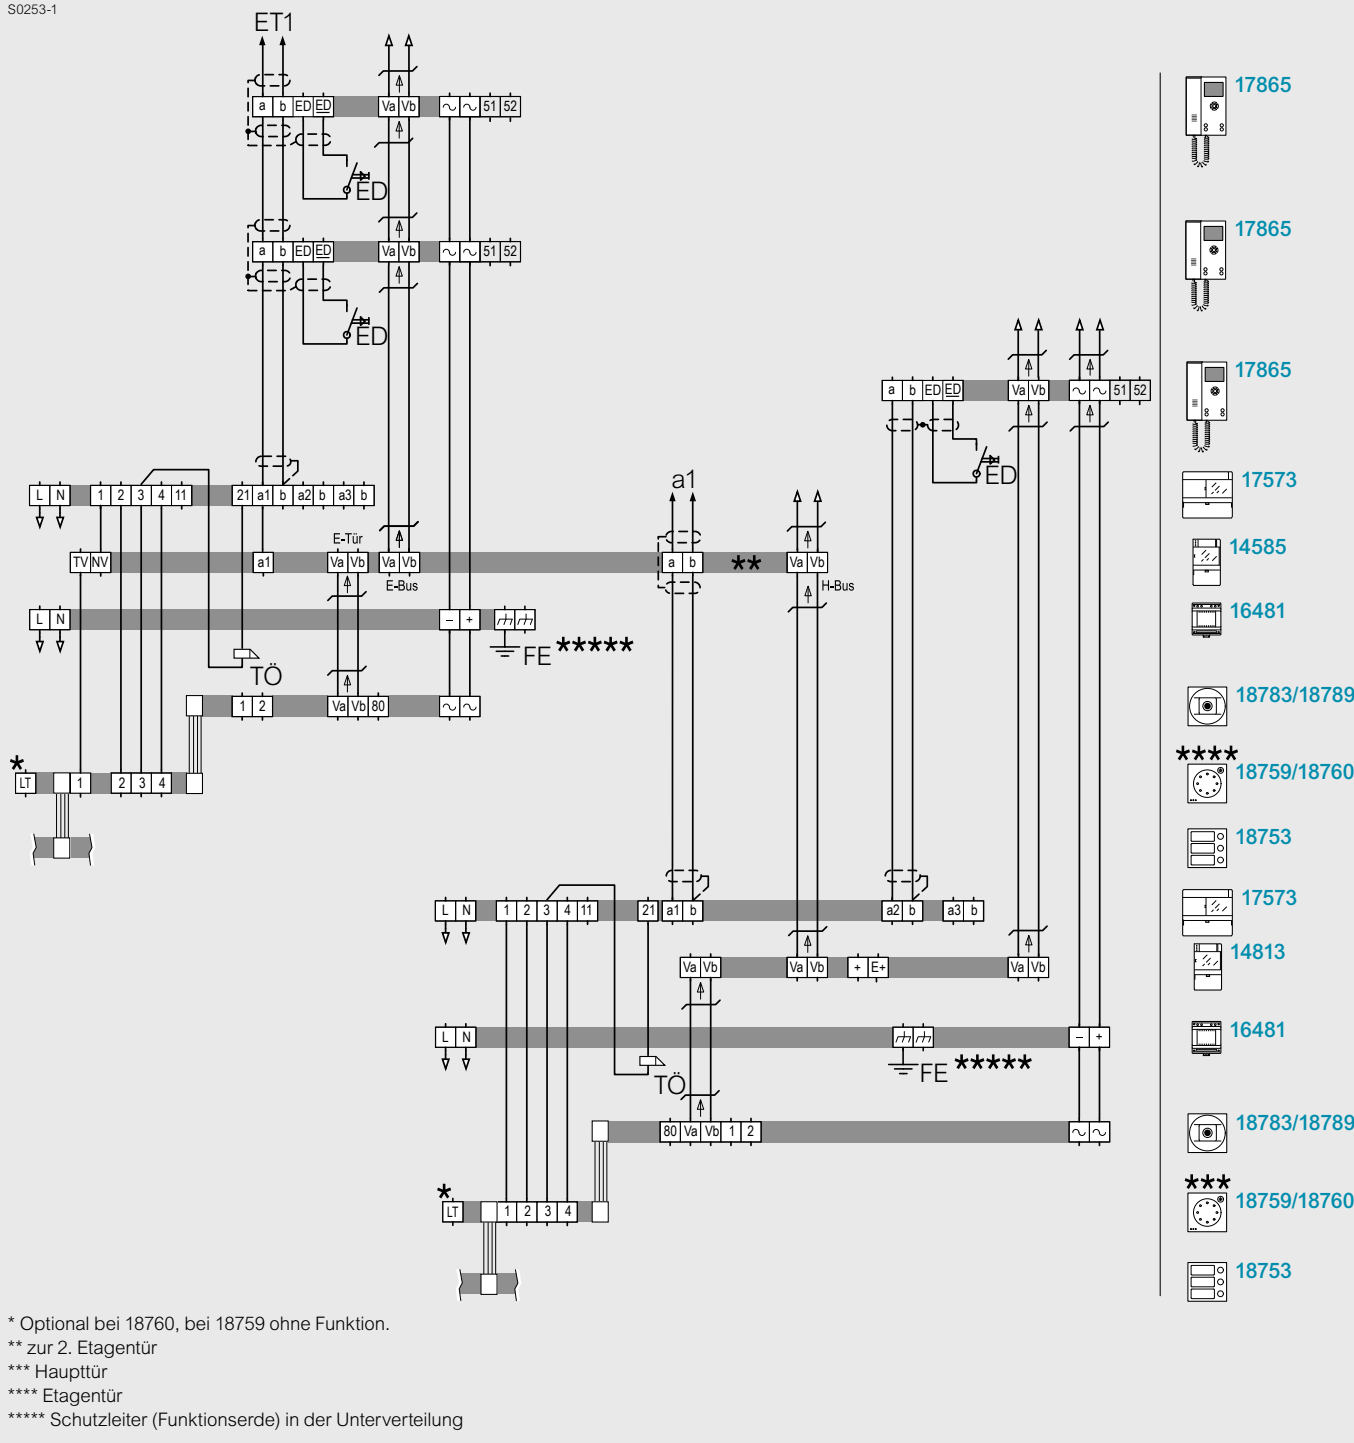 S0253-1
ET1
a b ED ED Va Vb 51 52
17865
ED
a b ED ED Va Vb 51 52
17865
ED
a b ED ED Va Vb 51 52
17865
ED
L N 1 2 3 4 11 21 a1 b a2 b a3 b
17573
a1
E-Tür
TV NV a1 Va Vb Va Vb a b ** Va Vb
14585
E-Bus
H-Bus
L N – +
16481
FE *****
TÖ
1 2 Va Vb 80
18783/18789
*
LT 1 2 3 4
****
18759/18760
18753
L N 1 2 3 4 11 21 a1 b a2 b a3 b
17573
Va Vb Va Vb + E+ Va Vb
14813
L N – +
16481
FE *****
TÖ
80 Va Vb 1 2
18783/18789
*
LT 1 2 3 4
***
18759/18760
18753
* Optional bei 18760, bei 18759 ohne Funktion.
** zur 2. Etagentür
*** Haupttür
**** Etagentür
***** Schutzleiter (Funktionserde) in der Unterverteilung